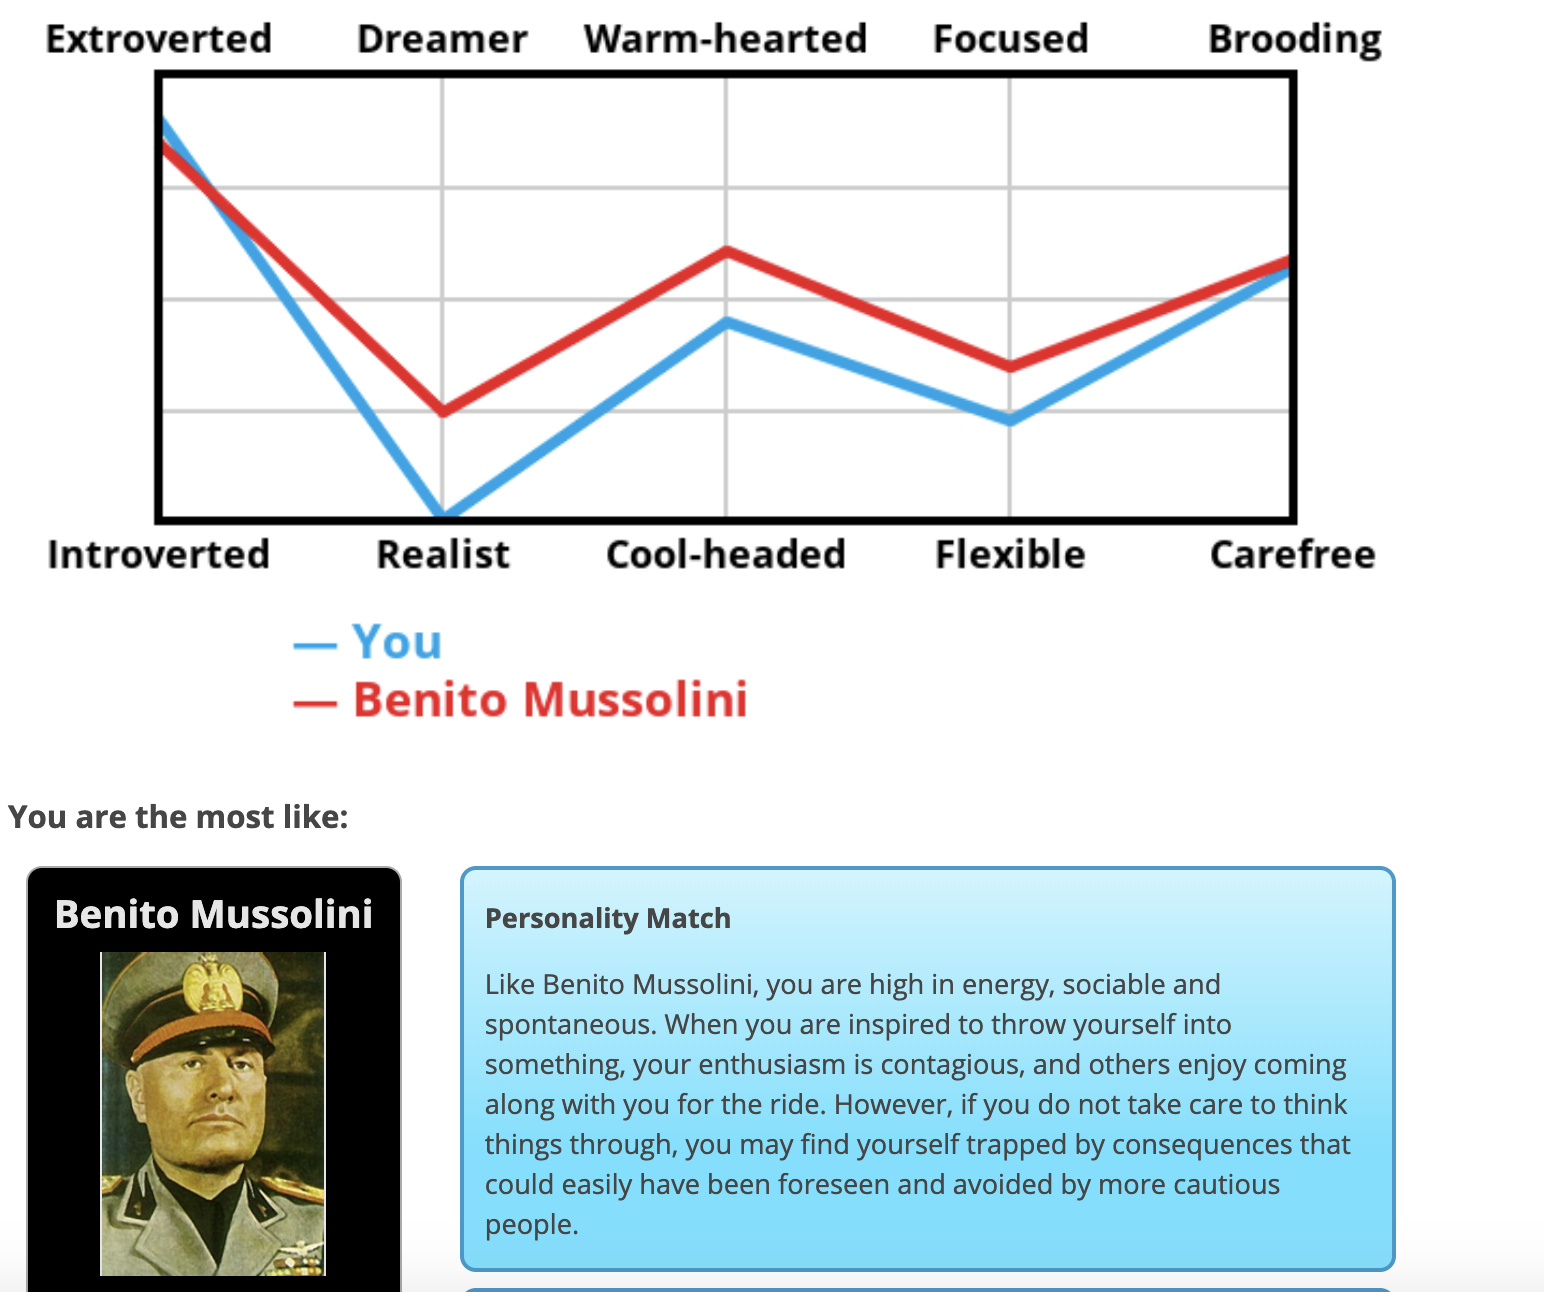 Extroverted Dreamer Warm-hearted Focused Brooding
Introverted Realist Cool-headed Flexible Carefree
— You
— Benito Mussolini
You are the most like:
Benito Mussolini
Personality Match
Like Benito Mussolini, you are high in energy, sociable and
spontaneous. When you are inspired to throw yourself into
something, your enthusiasm is contagious, and others enjoy coming
along with you for the ride. However, if you do not take care to think
things through, you may find yourself trapped by consequences that
could easily have been foreseen and avoided by more cautious
people.